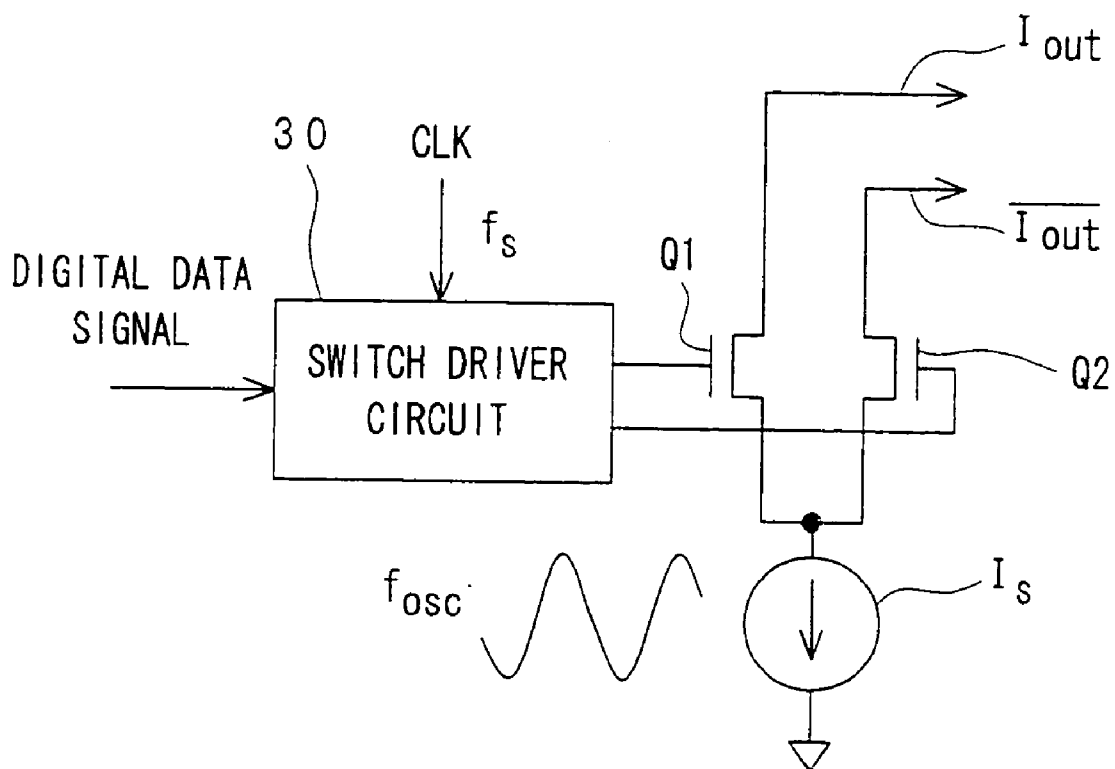 I out
30
CLK
f s
I out
DIGITAL DATA
SIGNAL
Q1
SWITCH DRIVER
CIRCUIT
Q2
f osc
I s